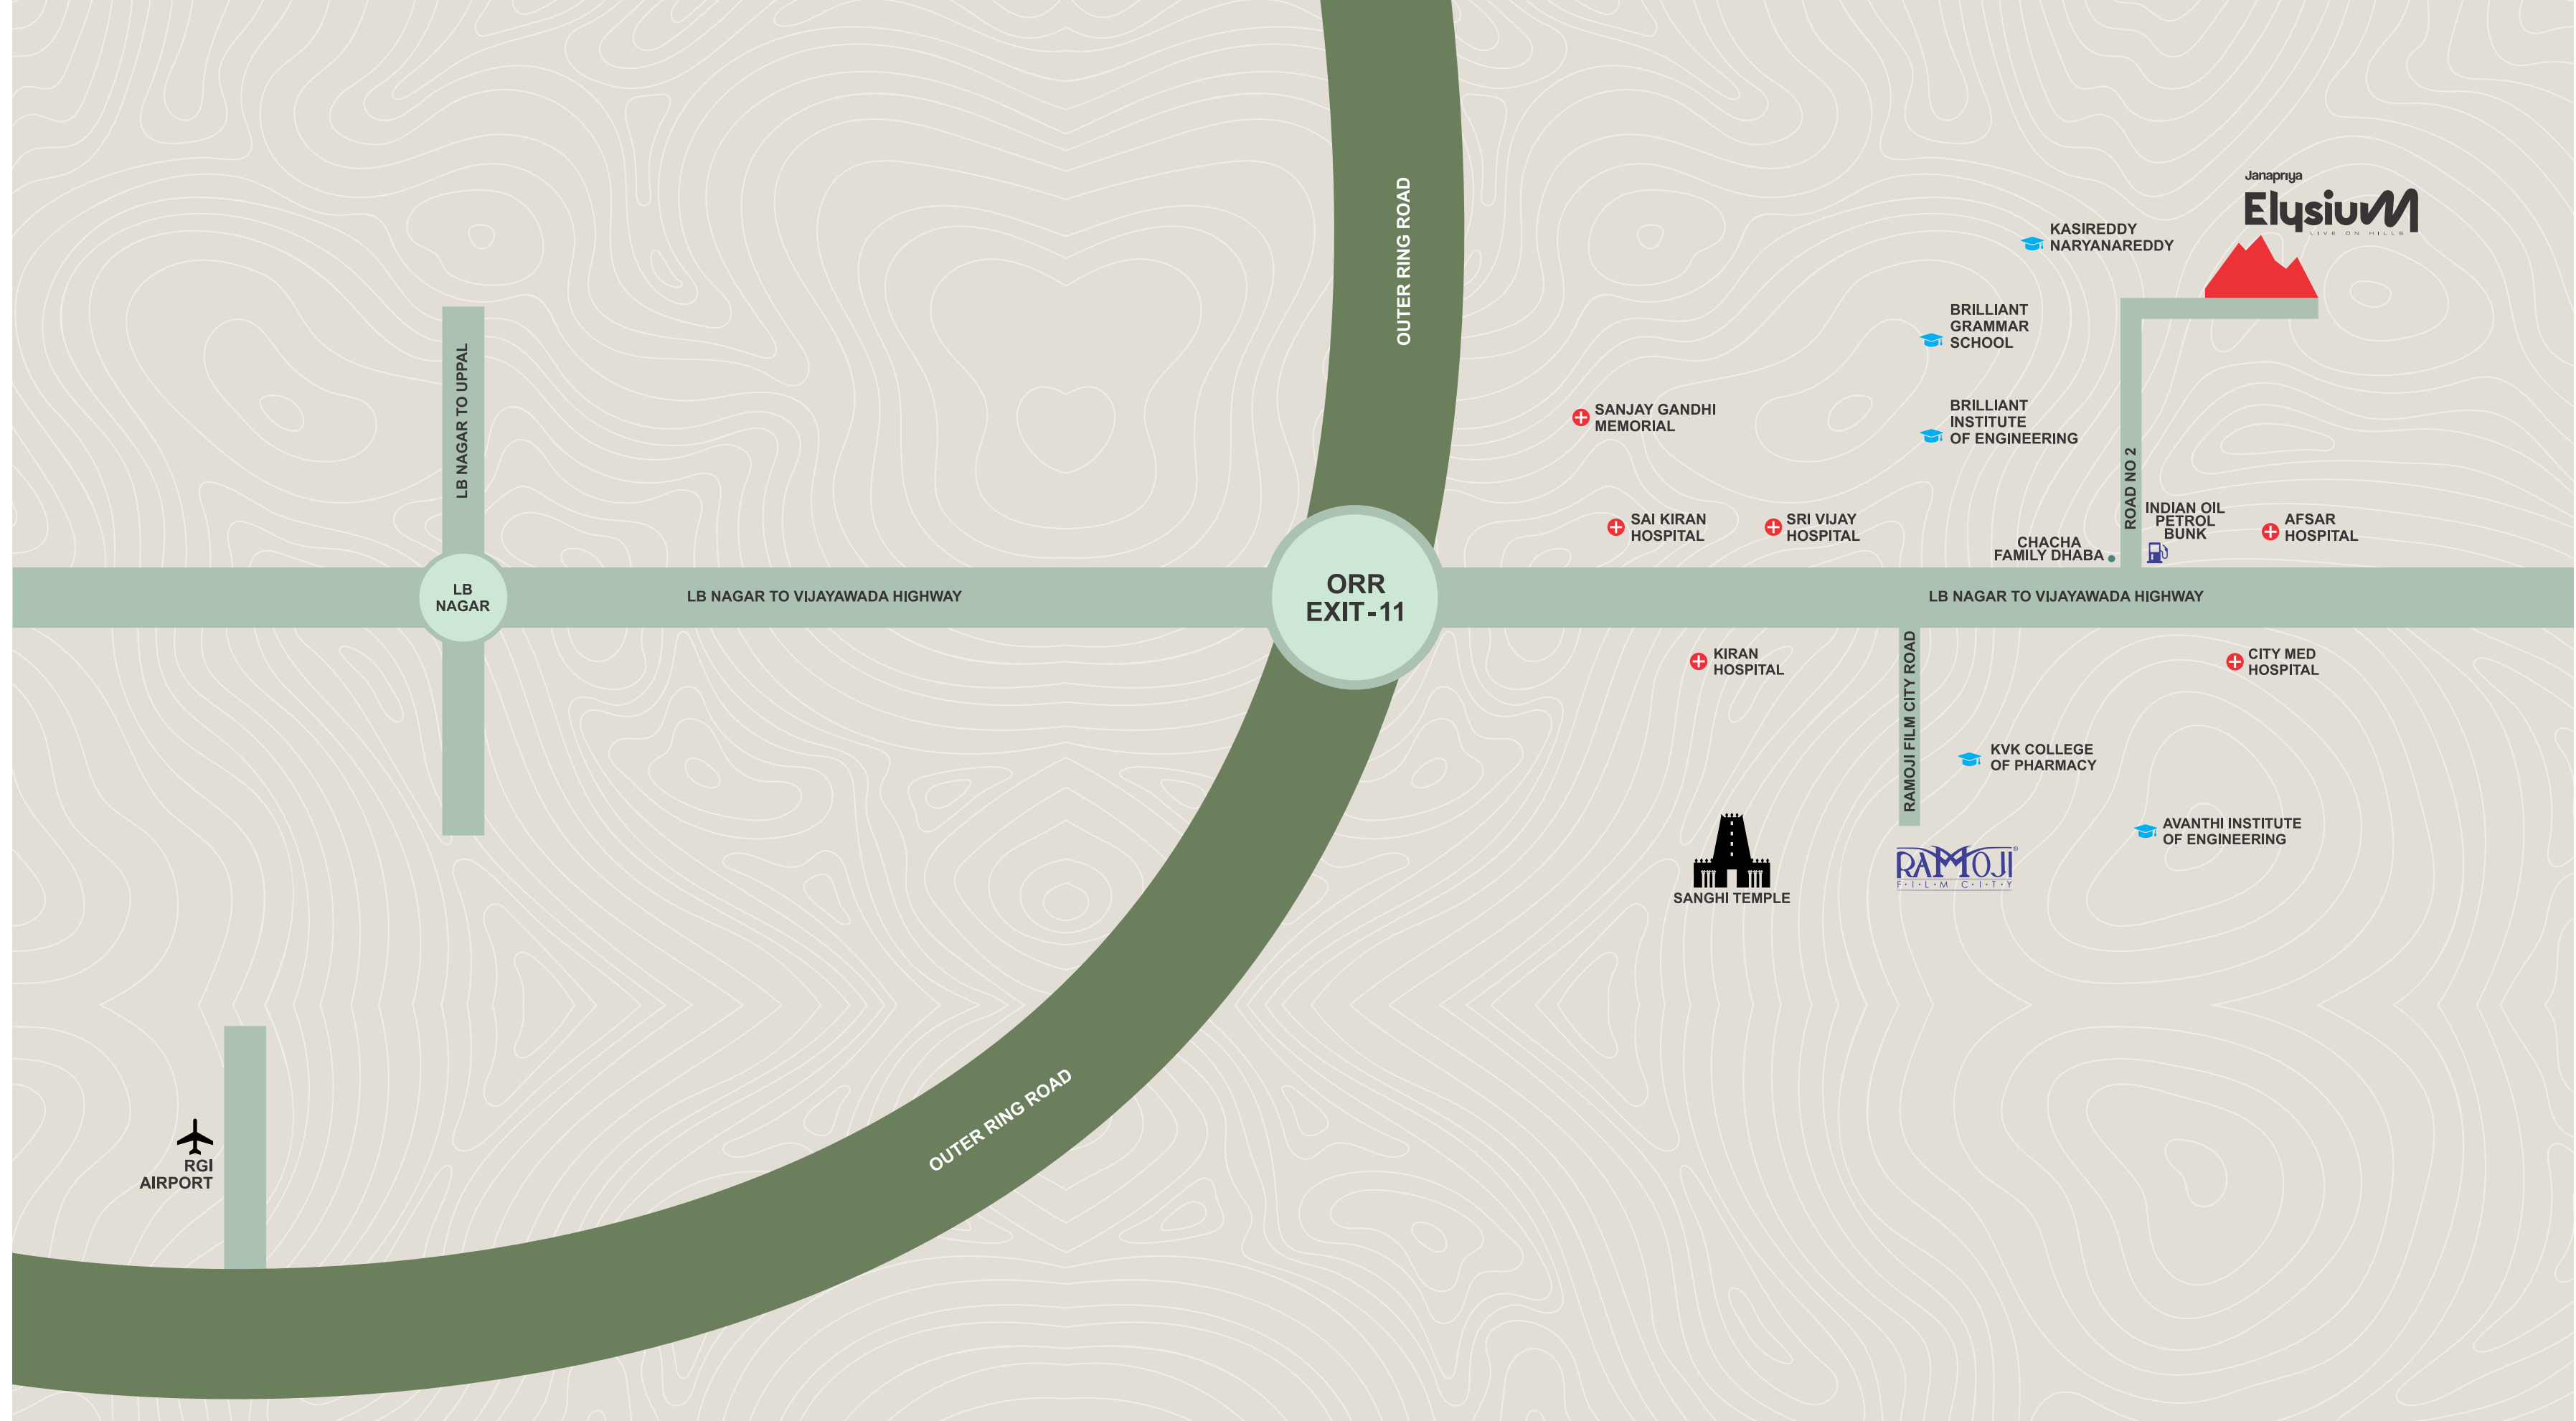 Janapriya
Elysium
LIVE ON HILLS
OUTER RING ROAD
KASIREDDY
NARYANAREDDY
BRILLIANT
GRAMMAR
SCHOOL
LB NAGAR TO UPPAL
SANJAY GANDHI
MEMORIAL
BRILLIANT
INSTITUTE
OF ENGINEERING
ROAD NO 2
SAI KIRAN
HOSPITAL
SRI VIJAY
HOSPITAL
CHACHA
FAMILY DHABA
INDIAN OIL
PETROL
BUNK
AFSAR
HOSPITAL
LB
NAGAR
LB NAGAR TO VIJAYAWADA HIGHWAY
ORR
EXIT-11
LB NAGAR TO VIJAYAWADA HIGHWAY
KIRAN
HOSPITAL
RAMOJI FILM CITY ROAD
CITY MED
HOSPITAL
KVK COLLEGE
OF PHARMACY
AVANTHI INSTITUTE
OF ENGINEERING
SANGHI TEMPLE
RAMOJI®
F·I·L·M C·I·T·Y
OUTER RING ROAD
RGI
AIRPORT